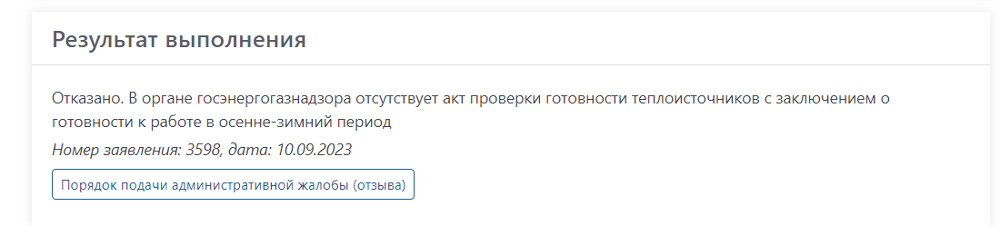 Результат выполнения
Отказано. В органе госэнергогазнадзора отсутствует акт проверки готовности теплоисточников с заключением о
готовности к работе в осенне-зимний период
Номер заявления: 3598, дата: 10.09.2023
Порядок подачи административной жалобы (отзыва)